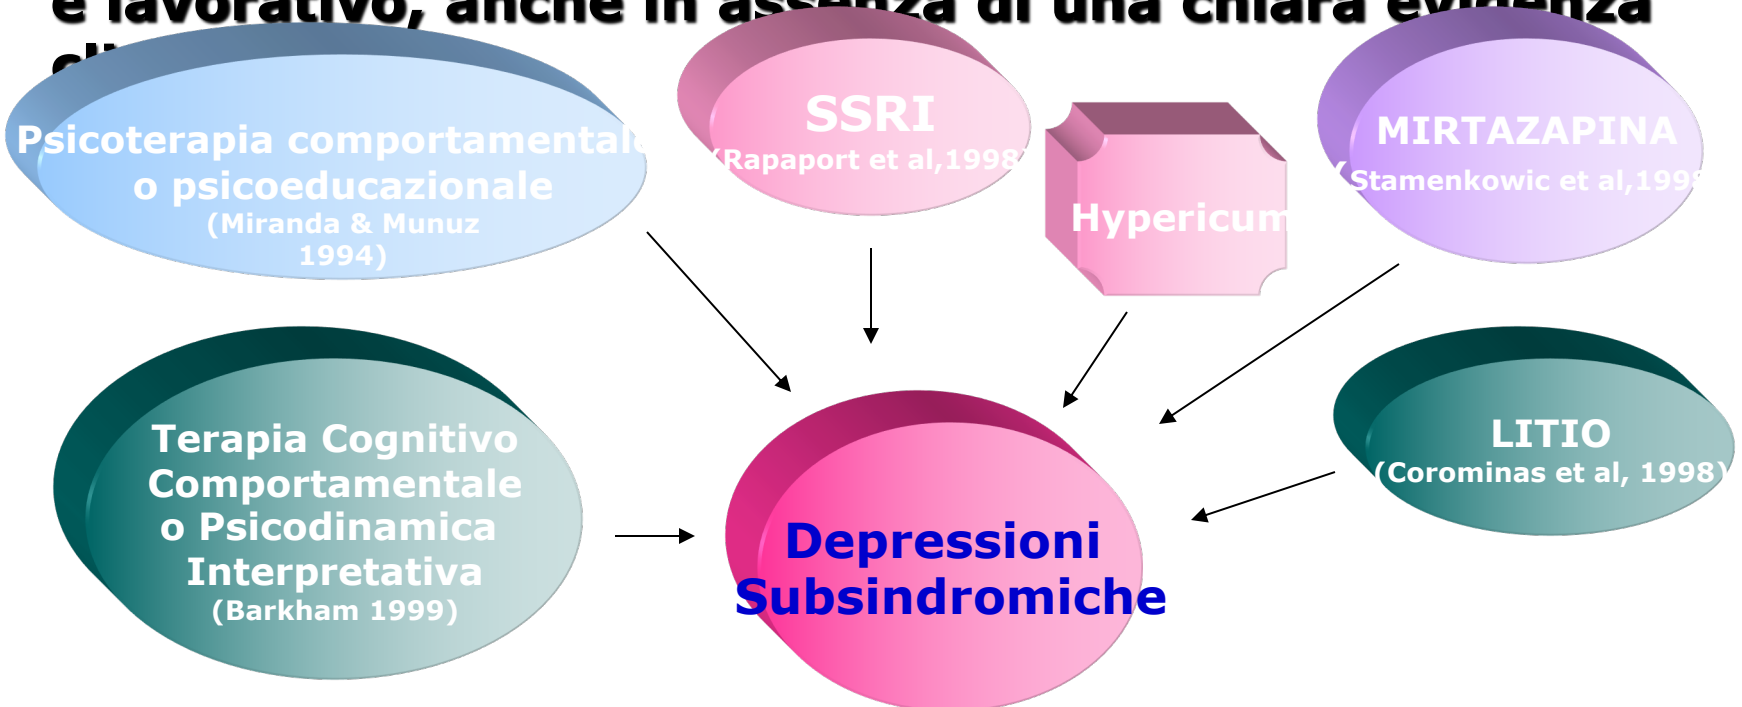 e lavorativo, anche in assenza di una chiara evidenza
Psicoterapia comportamentale
o psicoeducazionale
(Miranda & Munuz
1994)
SSRI
(Rapaport et al,1998)
Hypericum
MIRTAZAPINA
(Stamenkowic et al,1998
Terapia Cognitivo
Comportamentale
o Psicodinamica
Interpretativa
(Barkham 1999)
LITIO
(Corominas et al, 1998)
Depressioni
Subsindromiche